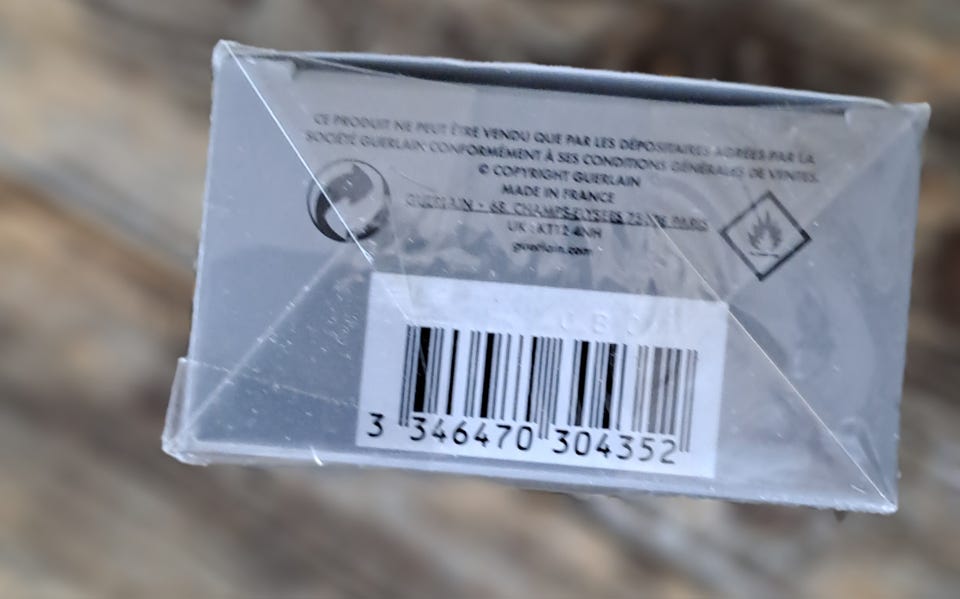 CE PRODUIT NE PEUT ÊTRE VENDU QUE PAR LES DÉPOSITAIRES AGRÉÉS PAR LA
SOCIÉTÉ GUERLAIN CONFORMÉMENT À SES CONDITIONS GÉNÉRALES DE VENTES.
© COPYRIGHT GUERLAIN
MADE IN FRANCE
GUERLAIN - 68, CHAMPS-ELYSEES PARIS
UK : KT12 4NH
guerlain.com
3 346470 304352